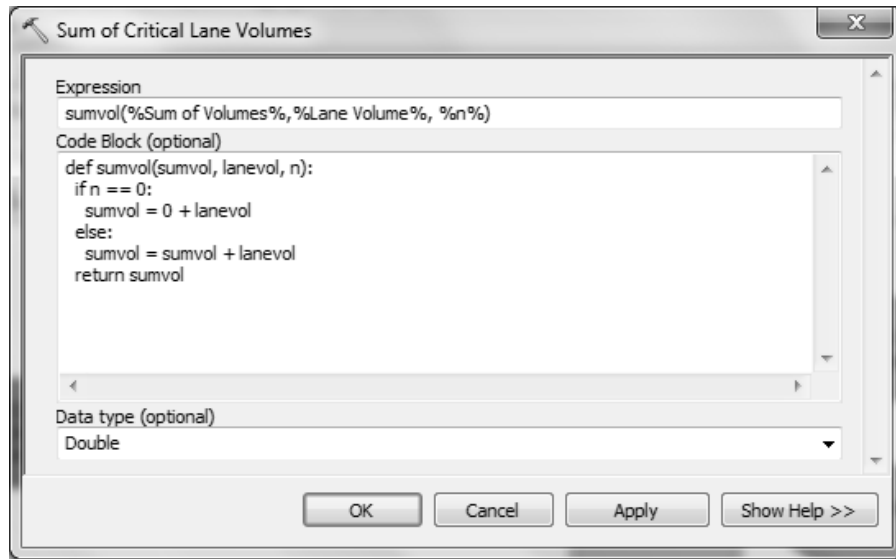 Sum of Critical Lane Volumes
Expression
sumvol(%Sum of Volumes%,%Lane Volume%, %n%)
Code Block (optional)
def sumvol(sumvol, lanevol, n):
  if n == 0:
    sumvol = 0 + lanevol
  else:
    sumvol = sumvol + lanevol
  return sumvol
Data type (optional)
Double
OK Cancel Apply Show Help >>